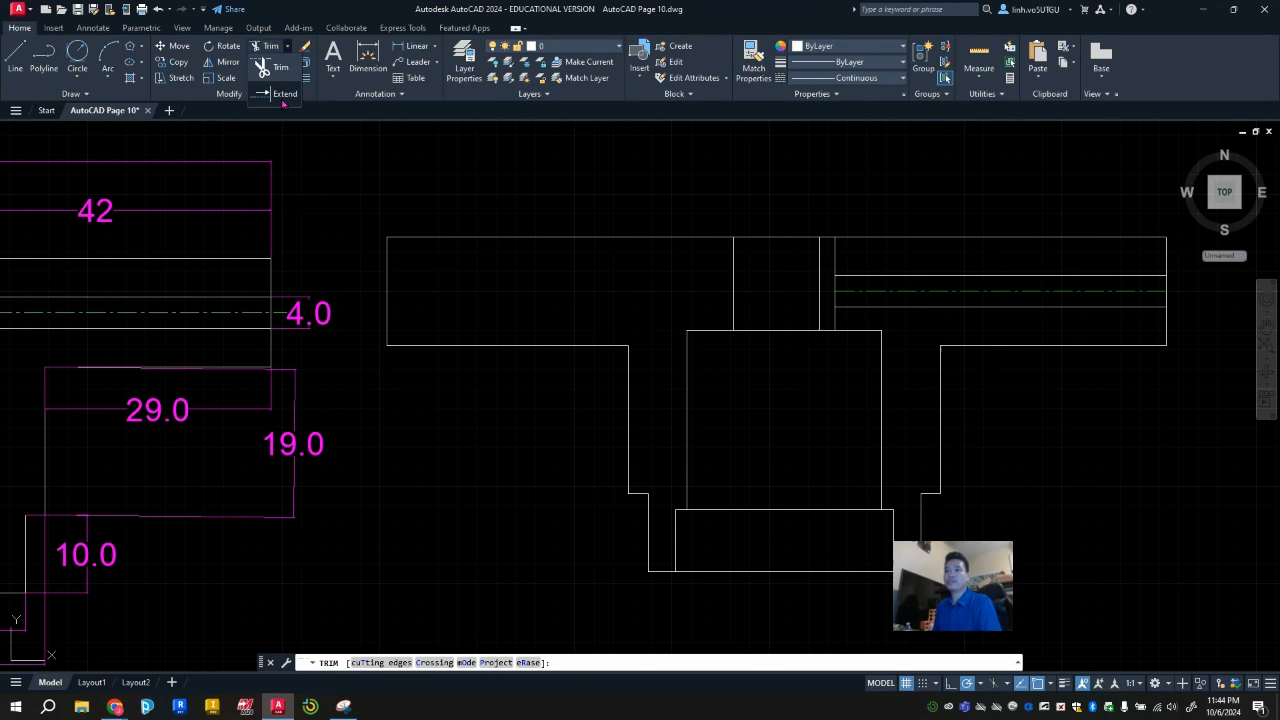 Share
Autodesk AutoCAD 2024 - EDUCATIONAL VERSION AutoCAD Page 10.dwg
Type a keyword or phrase
linh.vo5UTGU
Home Insert Annotate Parametric View Manage Output Add-ins Collaborate Express Tools Featured Apps
Line Polyline Circle Arc
Move Rotate Trim
Copy Mirror Trim
Stretch Scale Extend
Text Dimension
Linear
Leader
Table
Layer Properties
0
Make Current
Match Layer
Insert
Create
Edit
Edit Attributes
Match Properties
ByLayer
ByLayer
Continuous
Group Measure Paste Base
Draw Modify Annotation Layers Block Properties Groups Utilities Clipboard View
Start AutoCAD Page 10*
N
W TOP E
S
Unnamed
42
4.0
29.0
19.0
10.0
Y
X
TRIM [cuTting edges Crossing mOde Project eRase]:
Model Layout1 Layout2
MODEL
1:1
11:44 PM
10/6/2024